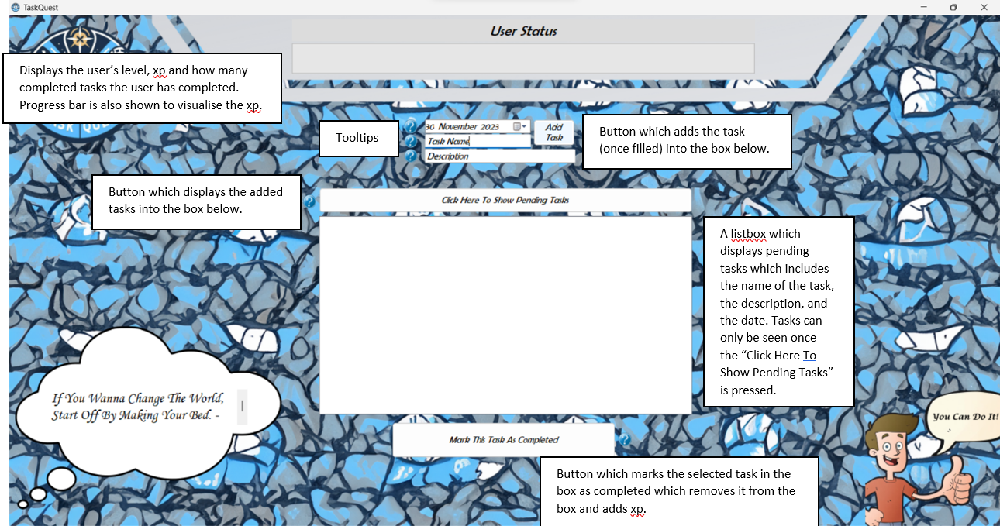 TaskQuest
User Status
Displays the user's level, xp and how many
completed tasks the user has completed.
Progress bar is also shown to visualise the xp.
Tooltips
30 November 2023
Task Name
Description
Add
Task
Button which adds the task
(once filled) into the box below.
Button which displays the added
tasks into the box below.
Click Here To Show Pending Tasks
A listbox which
displays pending
tasks which includes
the name of the task,
the description, and
the date. Tasks can
only be seen once
the “Click Here To
Show Pending Tasks”
is pressed.
If You Wanna Change The World,
Start Off By Making Your Bed. -
You Can Do It!
Mark This Task As Completed
Button which marks the selected task in the
box as completed which removes it from the
box and adds xp.